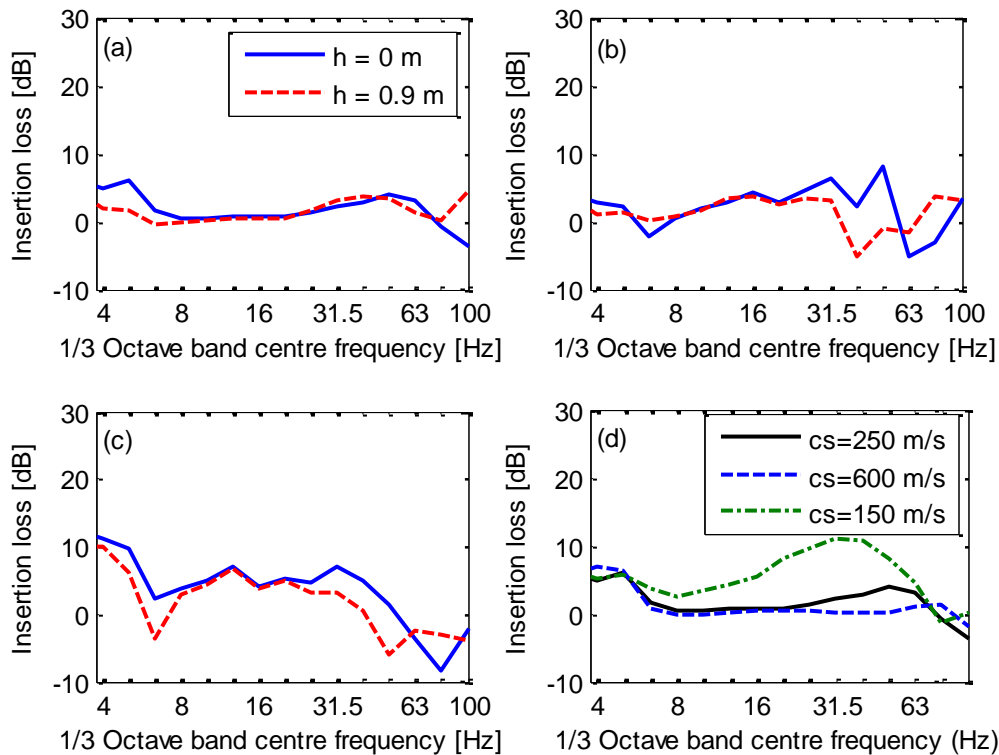 30
20
10
0
-10
Insertion loss [dB]
(a)
h = 0 m
h = 0.9 m
4 8 16 31.5 63 100
1/3 Octave band centre frequency [Hz]
30
20
10
0
-10
Insertion loss [dB]
(b)
4 8 16 31.5 63 100
1/3 Octave band centre frequency [Hz]
30
20
10
0
-10
Insertion loss [dB]
(c)
4 8 16 31.5 63 100
1/3 Octave band centre frequency [Hz]
30
20
10
0
-10
Insertion loss [dB]
(d)
cs=250 m/s
cs=600 m/s
cs=150 m/s
4 8 16 31.5 63
1/3 Octave band centre frequency (Hz)